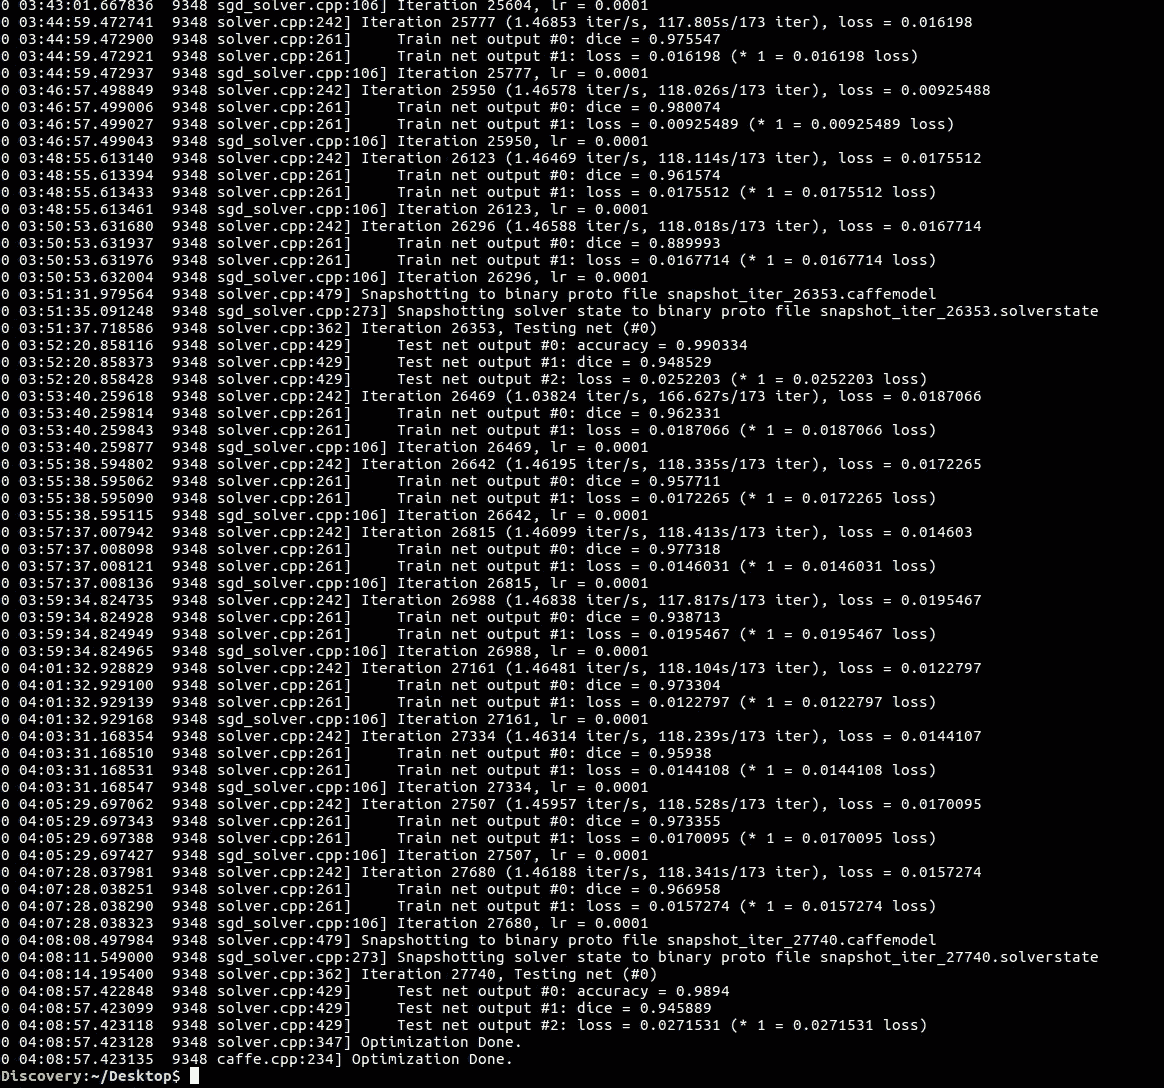 0 03:43:01.667836  9348 sgd_solver.cpp:106] Iteration 25604, lr = 0.0001
0 03:44:59.472741  9348 solver.cpp:242] Iteration 25777 (1.46853 iter/s, 117.805s/173 iter), loss = 0.016198
0 03:44:59.472900  9348 solver.cpp:261]     Train net output #0: dice = 0.975547
0 03:44:59.472921  9348 solver.cpp:261]     Train net output #1: loss = 0.016198 (* 1 = 0.016198 loss)
0 03:44:59.472937  9348 sgd_solver.cpp:106] Iteration 25777, lr = 0.0001
0 03:46:57.498849  9348 solver.cpp:242] Iteration 25950 (1.46578 iter/s, 118.026s/173 iter), loss = 0.00925488
0 03:46:57.499006  9348 solver.cpp:261]     Train net output #0: dice = 0.980074
0 03:46:57.499027  9348 solver.cpp:261]     Train net output #1: loss = 0.00925489 (* 1 = 0.00925489 loss)
0 03:46:57.499043  9348 sgd_solver.cpp:106] Iteration 25950, lr = 0.0001
0 03:48:55.613140  9348 solver.cpp:242] Iteration 26123 (1.46469 iter/s, 118.114s/173 iter), loss = 0.0175512
0 03:48:55.613394  9348 solver.cpp:261]     Train net output #0: dice = 0.961574
0 03:48:55.613433  9348 solver.cpp:261]     Train net output #1: loss = 0.0175512 (* 1 = 0.0175512 loss)
0 03:48:55.613461  9348 sgd_solver.cpp:106] Iteration 26123, lr = 0.0001
0 03:50:53.631680  9348 solver.cpp:242] Iteration 26296 (1.46588 iter/s, 118.018s/173 iter), loss = 0.0167714
0 03:50:53.631937  9348 solver.cpp:261]     Train net output #0: dice = 0.889993
0 03:50:53.631976  9348 solver.cpp:261]     Train net output #1: loss = 0.0167714 (* 1 = 0.0167714 loss)
0 03:50:53.632004  9348 sgd_solver.cpp:106] Iteration 26296, lr = 0.0001
0 03:51:31.979564  9348 solver.cpp:479] Snapshotting to binary proto file snapshot_iter_26353.caffemodel
0 03:51:35.091248  9348 sgd_solver.cpp:273] Snapshotting solver state to binary proto file snapshot_iter_26353.solverstate
0 03:51:37.718586  9348 solver.cpp:362] Iteration 26353, Testing net (#0)
0 03:52:20.858116  9348 solver.cpp:429]     Test net output #0: accuracy = 0.990334
0 03:52:20.858373  9348 solver.cpp:429]     Test net output #1: dice = 0.948529
0 03:52:20.858428  9348 solver.cpp:429]     Test net output #2: loss = 0.0252203 (* 1 = 0.0252203 loss)
0 03:53:40.259618  9348 solver.cpp:242] Iteration 26469 (1.03824 iter/s, 166.627s/173 iter), loss = 0.0187066
0 03:53:40.259814  9348 solver.cpp:261]     Train net output #0: dice = 0.962331
0 03:53:40.259843  9348 solver.cpp:261]     Train net output #1: loss = 0.0187066 (* 1 = 0.0187066 loss)
0 03:53:40.259877  9348 sgd_solver.cpp:106] Iteration 26469, lr = 0.0001
0 03:55:38.594802  9348 solver.cpp:242] Iteration 26642 (1.46195 iter/s, 118.335s/173 iter), loss = 0.0172265
0 03:55:38.595062  9348 solver.cpp:261]     Train net output #0: dice = 0.957711
0 03:55:38.595090  9348 solver.cpp:261]     Train net output #1: loss = 0.0172265 (* 1 = 0.0172265 loss)
0 03:55:38.595115  9348 sgd_solver.cpp:106] Iteration 26642, lr = 0.0001
0 03:57:37.007942  9348 solver.cpp:242] Iteration 26815 (1.46099 iter/s, 118.413s/173 iter), loss = 0.014603
0 03:57:37.008098  9348 solver.cpp:261]     Train net output #0: dice = 0.977318
0 03:57:37.008121  9348 solver.cpp:261]     Train net output #1: loss = 0.0146031 (* 1 = 0.0146031 loss)
0 03:57:37.008136  9348 sgd_solver.cpp:106] Iteration 26815, lr = 0.0001
0 03:59:34.824735  9348 solver.cpp:242] Iteration 26988 (1.46838 iter/s, 117.817s/173 iter), loss = 0.0195467
0 03:59:34.824928  9348 solver.cpp:261]     Train net output #0: dice = 0.938713
0 03:59:34.824949  9348 solver.cpp:261]     Train net output #1: loss = 0.0195467 (* 1 = 0.0195467 loss)
0 03:59:34.824965  9348 sgd_solver.cpp:106] Iteration 26988, lr = 0.0001
0 04:01:32.928829  9348 solver.cpp:242] Iteration 27161 (1.46481 iter/s, 118.104s/173 iter), loss = 0.0122797
0 04:01:32.929100  9348 solver.cpp:261]     Train net output #0: dice = 0.973304
0 04:01:32.929139  9348 solver.cpp:261]     Train net output #1: loss = 0.0122797 (* 1 = 0.0122797 loss)
0 04:01:32.929168  9348 sgd_solver.cpp:106] Iteration 27161, lr = 0.0001
0 04:03:31.168354  9348 solver.cpp:242] Iteration 27334 (1.46314 iter/s, 118.239s/173 iter), loss = 0.0144107
0 04:03:31.168510  9348 solver.cpp:261]     Train net output #0: dice = 0.95938
0 04:03:31.168531  9348 solver.cpp:261]     Train net output #1: loss = 0.0144108 (* 1 = 0.0144108 loss)
0 04:03:31.168547  9348 sgd_solver.cpp:106] Iteration 27334, lr = 0.0001
0 04:05:29.697062  9348 solver.cpp:242] Iteration 27507 (1.45957 iter/s, 118.528s/173 iter), loss = 0.0170095
0 04:05:29.697343  9348 solver.cpp:261]     Train net output #0: dice = 0.973355
0 04:05:29.697388  9348 solver.cpp:261]     Train net output #1: loss = 0.0170095 (* 1 = 0.0170095 loss)
0 04:05:29.697427  9348 sgd_solver.cpp:106] Iteration 27507, lr = 0.0001
0 04:07:28.037981  9348 solver.cpp:242] Iteration 27680 (1.46188 iter/s, 118.341s/173 iter), loss = 0.0157274
0 04:07:28.038251  9348 solver.cpp:261]     Train net output #0: dice = 0.966958
0 04:07:28.038290  9348 solver.cpp:261]     Train net output #1: loss = 0.0157274 (* 1 = 0.0157274 loss)
0 04:07:28.038323  9348 sgd_solver.cpp:106] Iteration 27680, lr = 0.0001
0 04:08:08.497984  9348 solver.cpp:479] Snapshotting to binary proto file snapshot_iter_27740.caffemodel
0 04:08:11.549000  9348 sgd_solver.cpp:273] Snapshotting solver state to binary proto file snapshot_iter_27740.solverstate
0 04:08:14.195400  9348 solver.cpp:362] Iteration 27740, Testing net (#0)
0 04:08:57.422848  9348 solver.cpp:429]     Test net output #0: accuracy = 0.9894
0 04:08:57.423099  9348 solver.cpp:429]     Test net output #1: dice = 0.945889
0 04:08:57.423118  9348 solver.cpp:429]     Test net output #2: loss = 0.0271531 (* 1 = 0.0271531 loss)
0 04:08:57.423128  9348 solver.cpp:347] Optimization Done.
0 04:08:57.423135  9348 caffe.cpp:234] Optimization Done.
Discovery:~/Desktop$